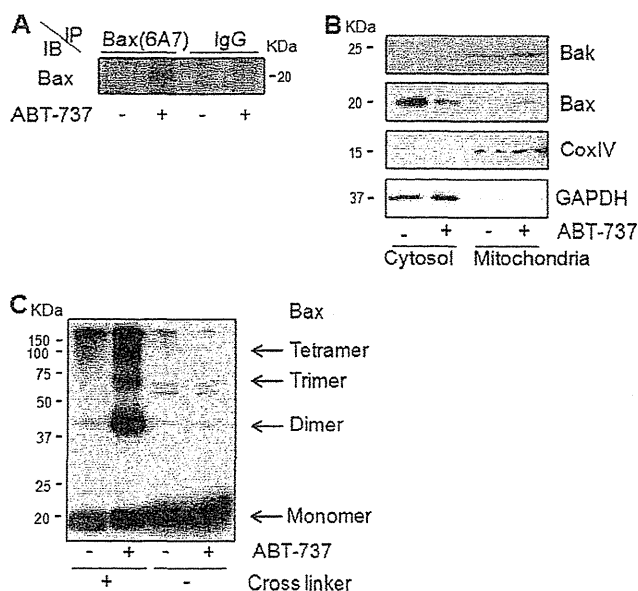 A
IP
IB
Bax(6A7) IgG
KDa
Bax
-20
ABT-737 - + - +
B
KDa
25 - Bak
20 - Bax
15 - CoxIV
37 - GAPDH
- + - + ABT-737
Cytosol Mitochondria
C KDa
Bax
150 -
100 - Tetramer
75 - Trimer
50 -
37 - Dimer
25 -
20 - Monomer
- + - + ABT-737
+ - Cross linker